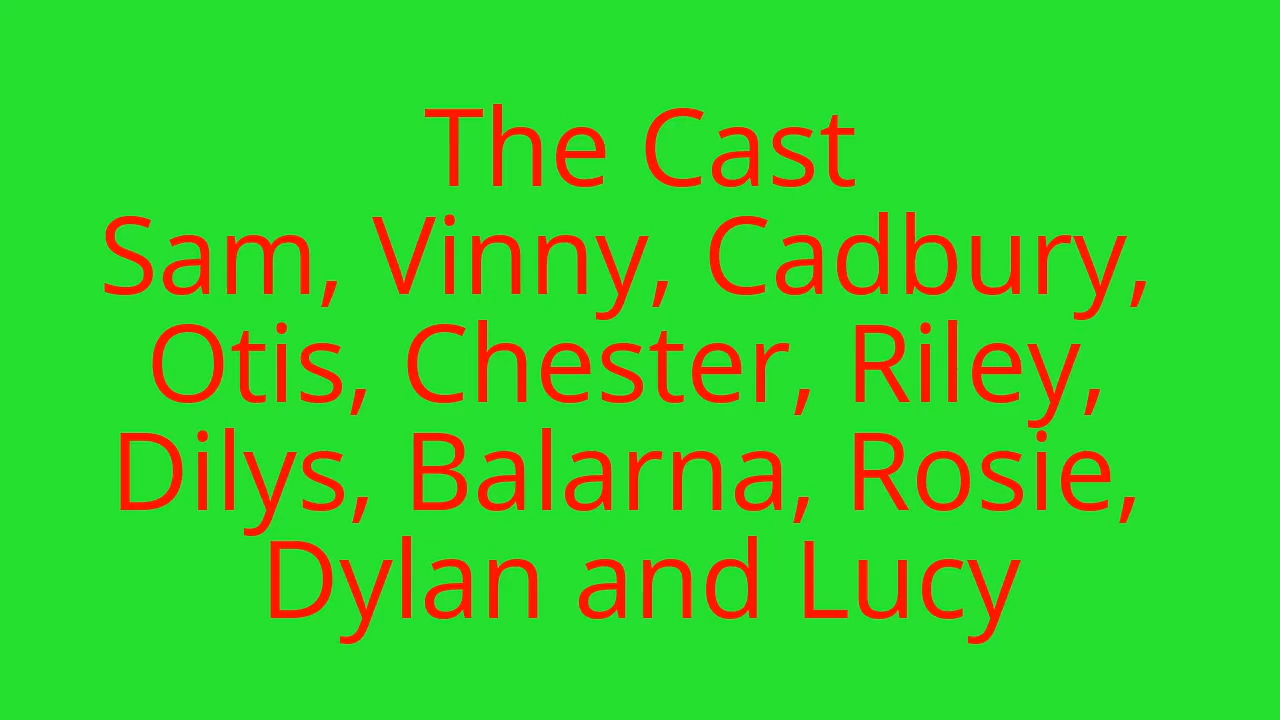 The Cast
Sam, Vinny, Cadbury,
Otis, Chester, Riley,
Dilys, Balarna, Rosie,
Dylan and Lucy